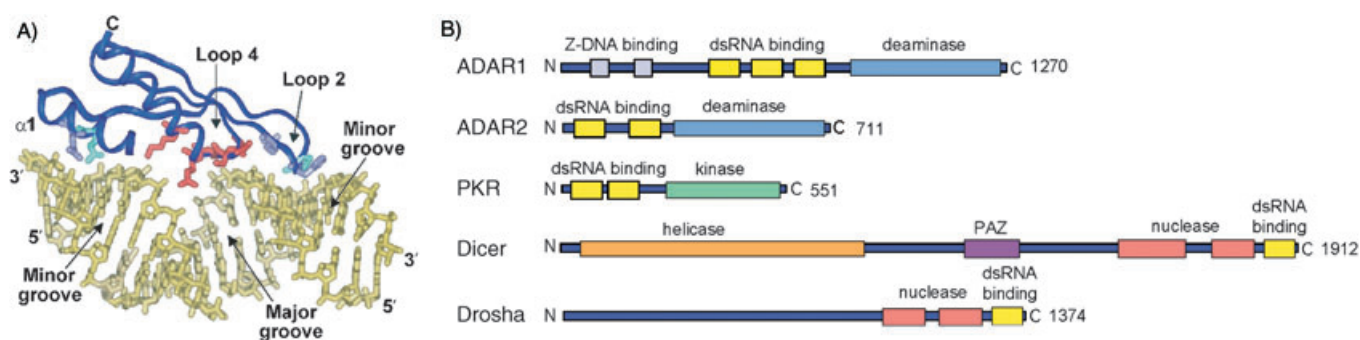 A)
C
Loop 4
Loop 2
α1
Minor
groove
3′
5′
Minor
groove
Major
groove
3′
5′
B)
Z-DNA binding dsRNA binding deaminase
ADAR1 N C 1270
dsRNA binding deaminase
ADAR2 N C 711
dsRNA binding kinase
PKR N C 551
helicase PAZ nuclease dsRNA
binding
Dicer N C 1912
nuclease dsRNA
binding
Drosha N C 1374